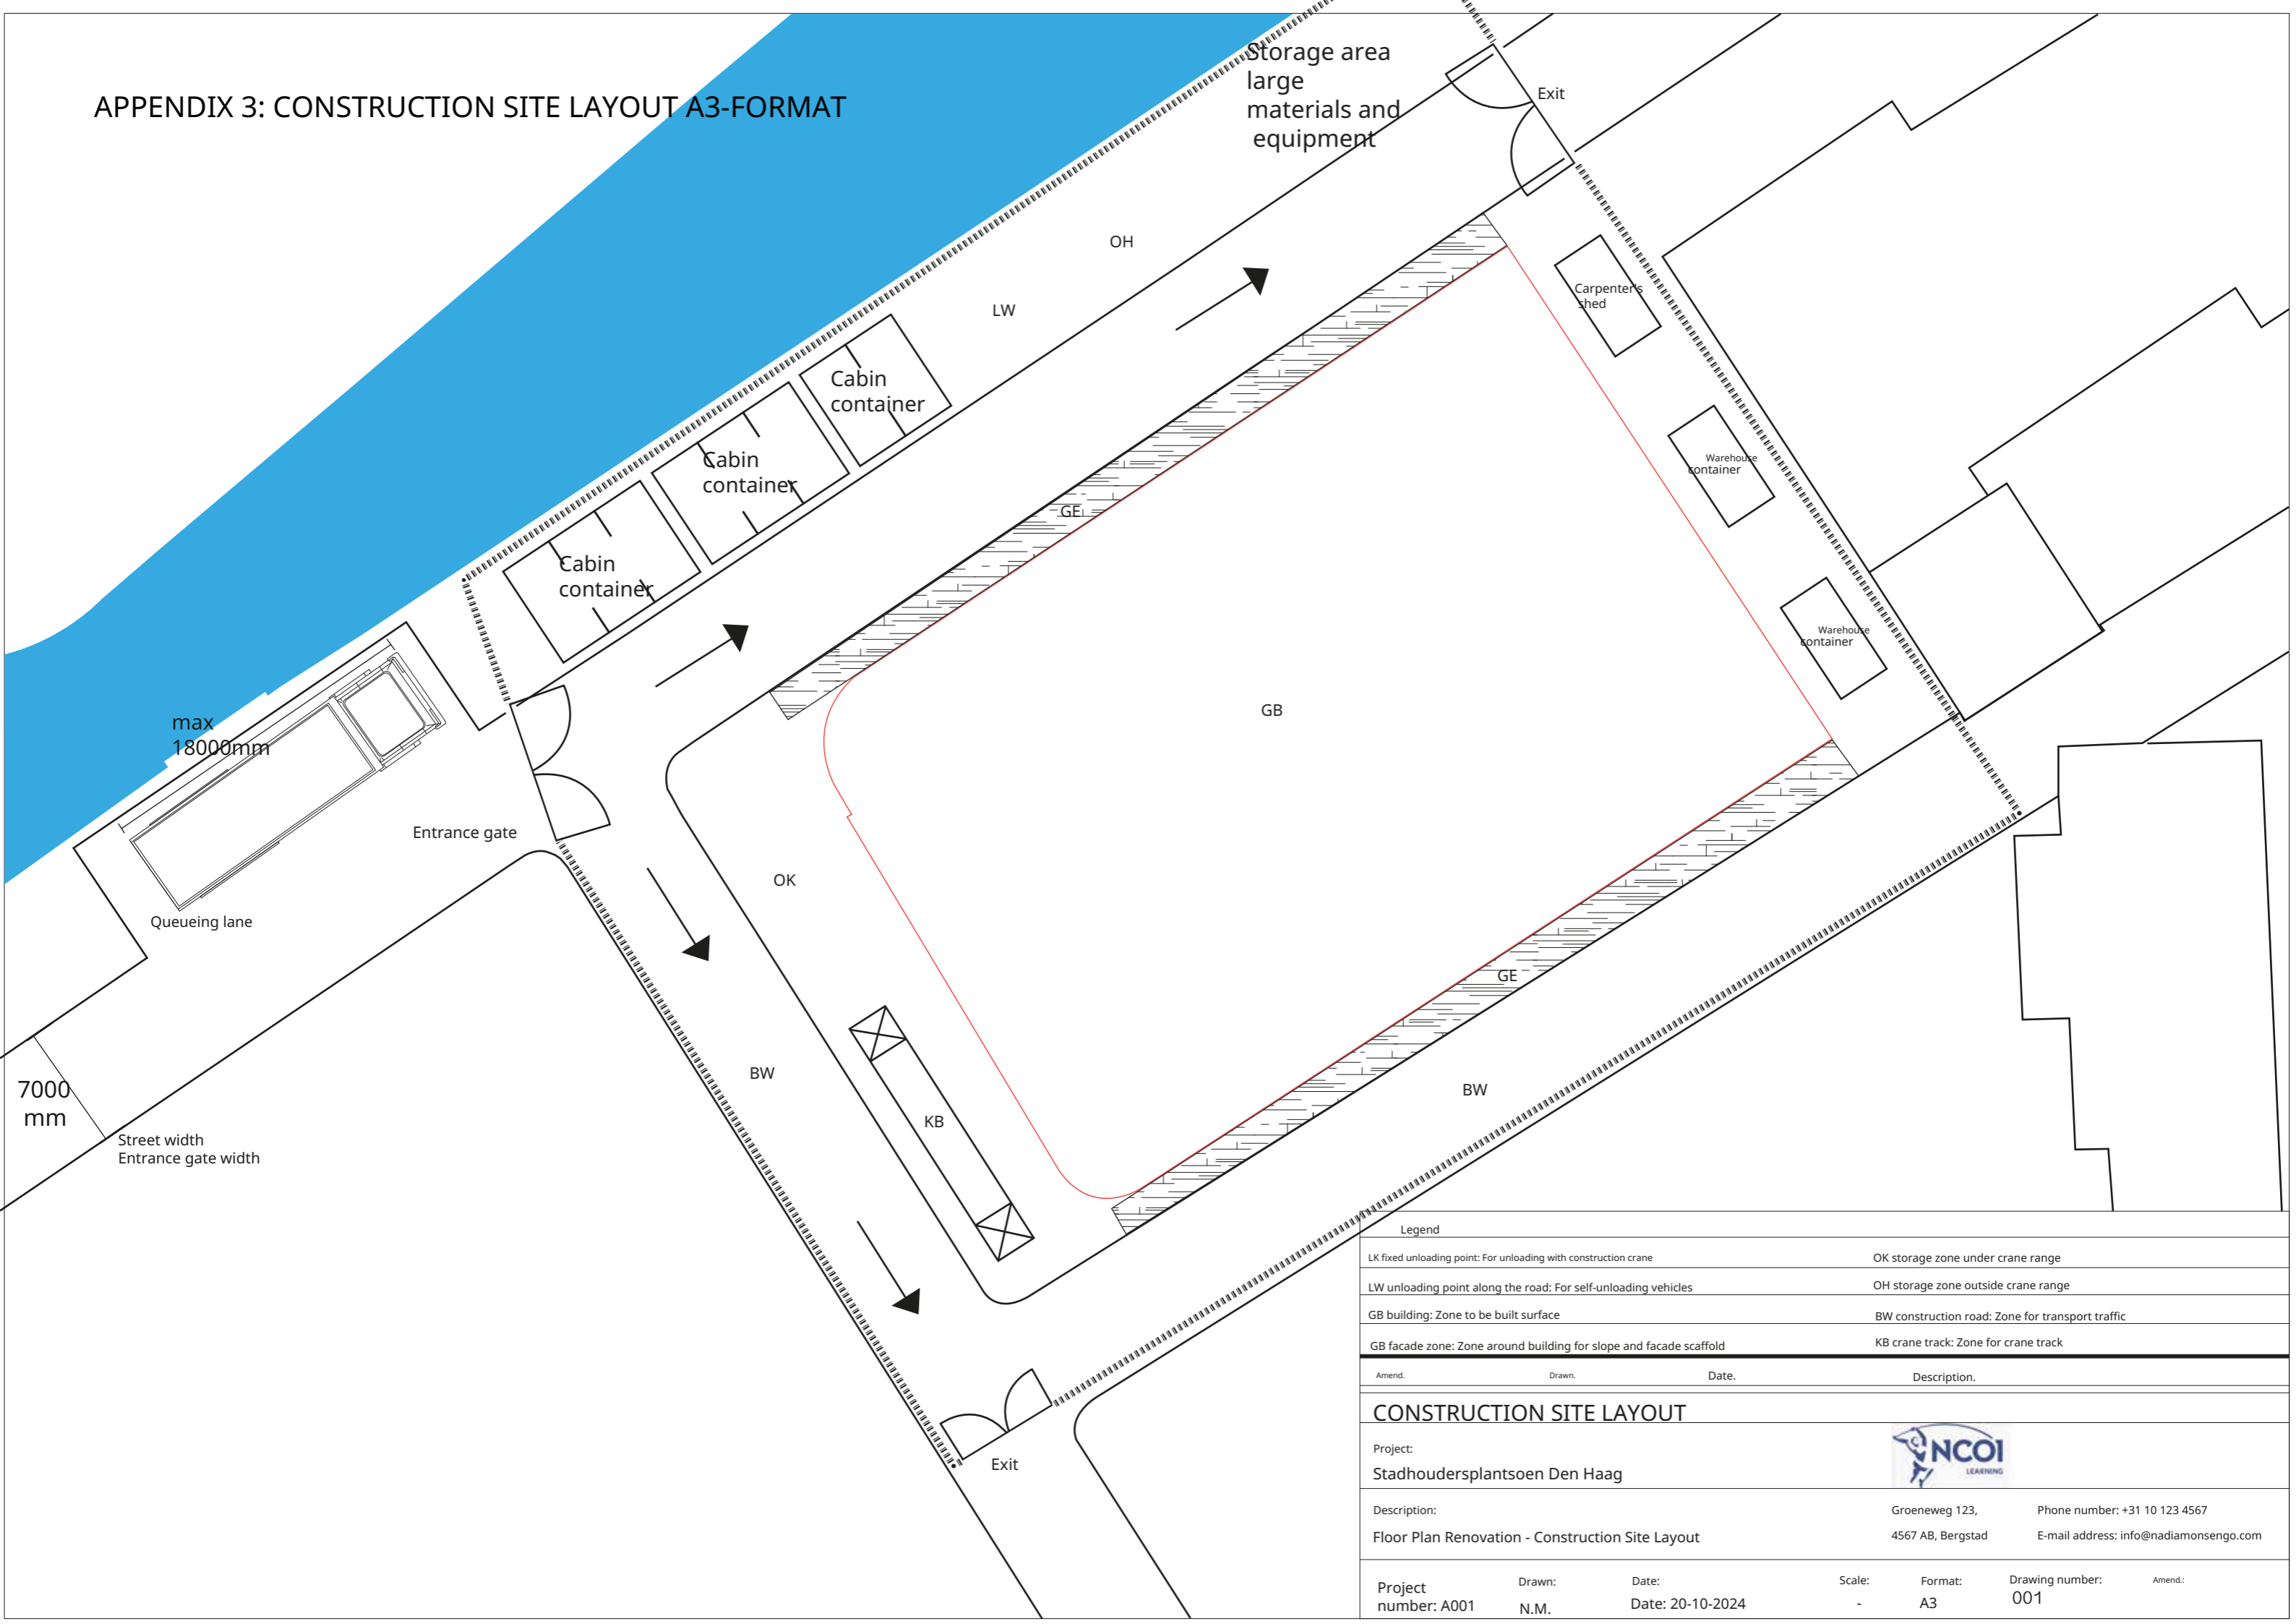 APPENDIX 3: CONSTRUCTION SITE LAYOUT A3-FORMAT
Storage area
large
materials and
equipment
Exit
OH
LW
Carpenter's
shed
Cabin
container
Cabin
container
Cabin
container
Warehouse
container
Warehouse
container
GE
GB
max
18000mm
Entrance gate
Queueing lane
OK
GE
BW
BW
KB
7000
mm
Street width
Entrance gate width
Exit
Legend
LK fixed unloading point: For unloading with construction crane
OK storage zone under crane range
LW unloading point along the road: For self-unloading vehicles
OH storage zone outside crane range
GB building: Zone to be built surface
BW construction road: Zone for transport traffic
GB facade zone: Zone around building for slope and facade scaffold
KB crane track: Zone for crane track
Amend. Drawn. Date. Description.
CONSTRUCTION SITE LAYOUT
Project:
Stadhoudersplantsoen Den Haag
NCOI
LEARNING
Description:
Floor Plan Renovation - Construction Site Layout
Groeneweg 123,
4567 AB, Bergstad
Phone number: +31 10 123 4567
E-mail address: info@nadiamonsengo.com
Project
number: A001
Drawn:
N.M.
Date:
Date: 20-10-2024
Scale:
-
Format:
A3
Drawing number:
001
Amend.: